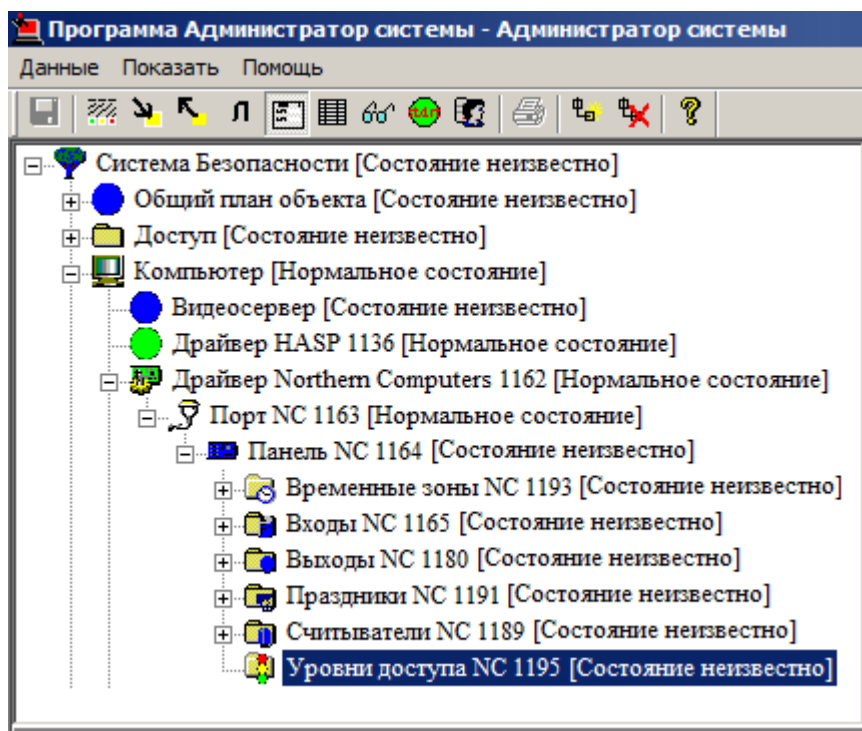 Программа Администратор системы - Администратор системы
Данные Показать Помощь
Л
Система Безопасности [Состояние неизвестно]
Общий план объекта [Состояние неизвестно]
Доступ [Состояние неизвестно]
Компьютер [Нормальное состояние]
Видеосервер [Состояние неизвестно]
Драйвер HASP 1136 [Нормальное состояние]
Драйвер Northern Computers 1162 [Нормальное состояние]
Порт NC 1163 [Нормальное состояние]
Панель NC 1164 [Состояние неизвестно]
Временные зоны NC 1193 [Состояние неизвестно]
Входы NC 1165 [Состояние неизвестно]
Выходы NC 1180 [Состояние неизвестно]
Праздники NC 1191 [Состояние неизвестно]
Считыватели NC 1189 [Состояние неизвестно]
Уровни доступа NC 1195 [Состояние неизвестно]